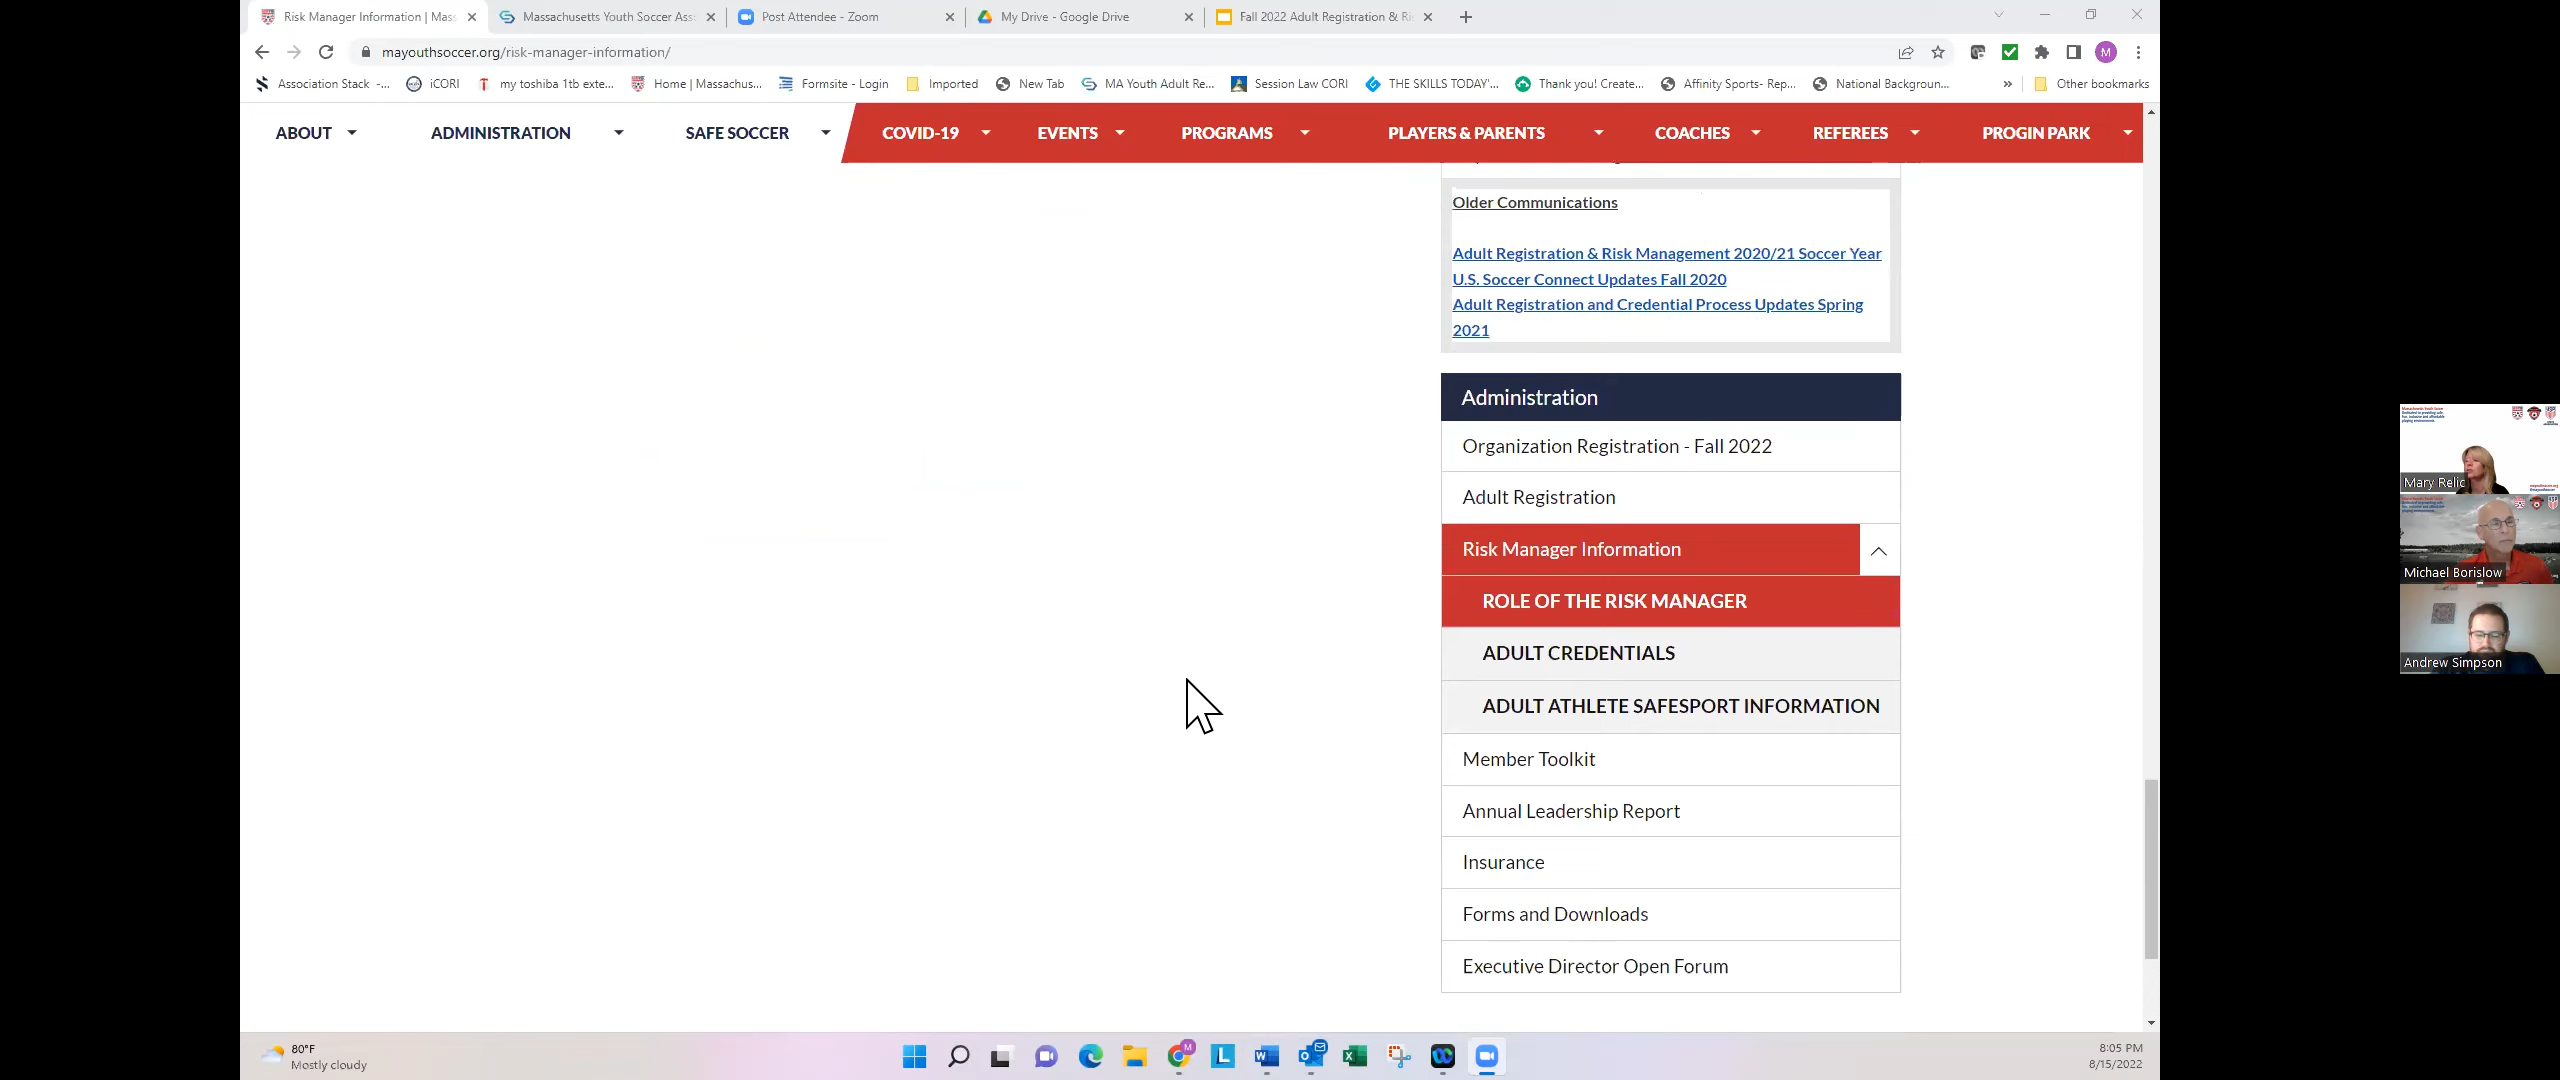 Risk Manager Information | Mass
Massachusetts Youth Soccer Ass
Post Attendee - Zoom
My Drive - Google Drive
Fall 2022 Adult Registration & Ri
mayouthsoccer.org/risk-manager-information/
M
Association Stack -...
iCORI
my toshiba 1tb exte...
Home | Massachus...
Formsite - Login
Imported
New Tab
MA Youth Adult Re...
Session Law CORI
THE SKILLS TODAY'...
Thank you! Create...
Affinity Sports- Rep...
National Backgroun...
»
Other bookmarks
ABOUT
ADMINISTRATION
SAFE SOCCER
COVID-19
EVENTS
PROGRAMS
PLAYERS & PARENTS
COACHES
REFEREES
PROGIN PARK
Older Communications
Adult Registration & Risk Management 2020/21 Soccer Year
U.S. Soccer Connect Updates Fall 2020
Adult Registration and Credential Process Updates Spring
2021
Administration
Organization Registration - Fall 2022
Adult Registration
Risk Manager Information
ROLE OF THE RISK MANAGER
ADULT CREDENTIALS
ADULT ATHLETE SAFESPORT INFORMATION
Member Toolkit
Annual Leadership Report
Insurance
Forms and Downloads
Executive Director Open Forum
Mary Relic
Michael Borislow
Andrew Simpson
80°F
Mostly cloudy
8:05 PM
8/15/2022